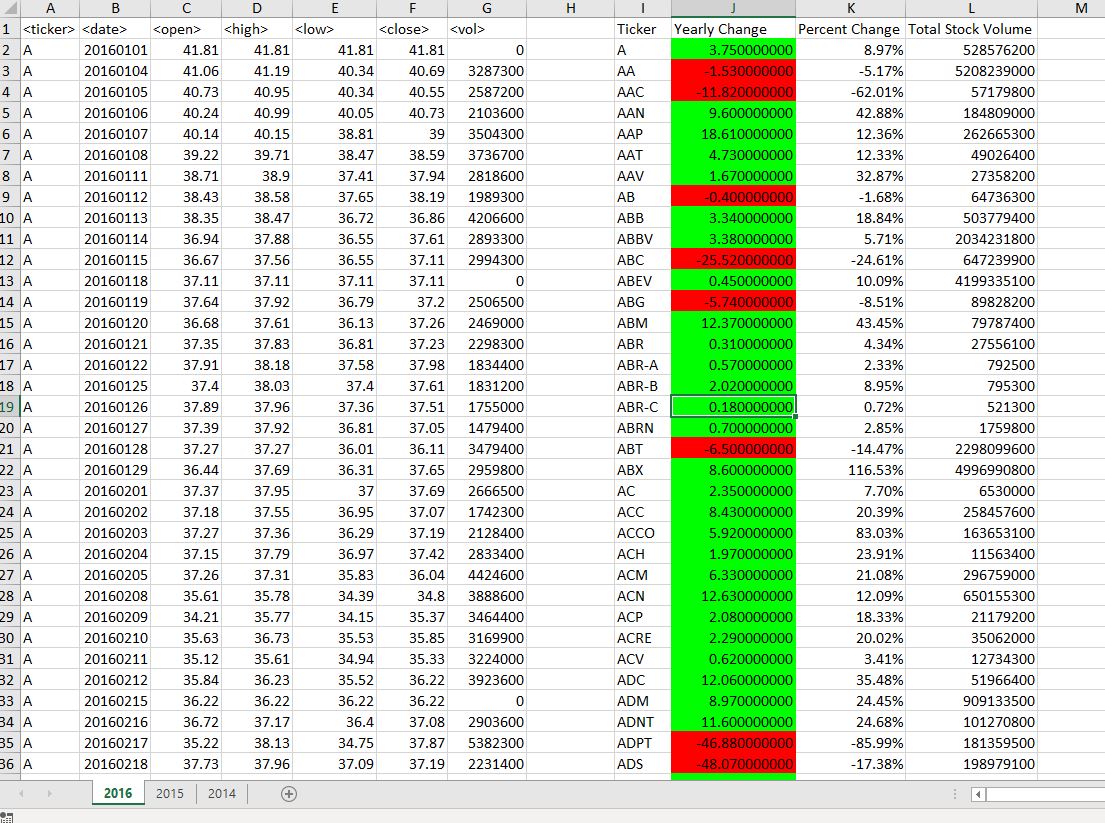 A B C D E F G H I J K L M
1 <ticker> <date> <open> <high> <low> <close> <vol> Ticker Yearly Change Percent Change Total Stock Volume
2 A 20160101 41.81 41.81 41.81 41.81 0 A 3.750000000 8.97% 528576200
3 A 20160104 41.06 41.19 40.34 40.69 3287300 AA -1.530000000 -5.17% 5208239000
4 A 20160105 40.73 40.95 40.34 40.55 2587200 AAC -11.820000000 -62.01% 57179800
5 A 20160106 40.24 40.99 40.05 40.73 2103600 AAN 9.600000000 42.88% 184809000
6 A 20160107 40.14 40.15 38.81 39 3504300 AAP 18.610000000 12.36% 262665300
7 A 20160108 39.22 39.71 38.47 38.59 3736700 AAT 4.730000000 12.33% 49026400
8 A 20160111 38.71 38.9 37.41 37.94 2818600 AAV 1.670000000 32.87% 27358200
9 A 20160112 38.43 38.58 37.65 38.19 1989300 AB -0.400000000 -1.68% 64736300
10 A 20160113 38.35 38.47 36.72 36.86 4206600 ABB 3.340000000 18.84% 503779400
11 A 20160114 36.94 37.88 36.55 37.61 2893300 ABBV 3.380000000 5.71% 2034231800
12 A 20160115 36.67 37.56 36.55 37.11 2994300 ABC -25.520000000 -24.61% 647239900
13 A 20160118 37.11 37.11 37.11 37.11 0 ABEV 0.450000000 10.09% 4199335100
14 A 20160119 37.64 37.92 36.79 37.2 2506500 ABG -5.740000000 -8.51% 89828200
15 A 20160120 36.68 37.61 36.13 37.26 2469000 ABM 12.370000000 43.45% 79787400
16 A 20160121 37.35 37.83 36.81 37.23 2298300 ABR 0.310000000 4.34% 27556100
17 A 20160122 37.91 38.18 37.58 37.98 1834400 ABR-A 0.570000000 2.33% 792500
18 A 20160125 37.4 38.03 37.4 37.61 1831200 ABR-B 2.020000000 8.95% 795300
19 A 20160126 37.89 37.96 37.36 37.51 1755000 ABR-C 0.180000000 0.72% 521300
20 A 20160127 37.39 37.92 36.81 37.05 1479400 ABRN 0.700000000 2.85% 1759800
21 A 20160128 37.27 37.27 36.01 36.11 3479400 ABT -6.500000000 -14.47% 2298099600
22 A 20160129 36.44 37.69 36.31 37.65 2959800 ABX 8.600000000 116.53% 4996990800
23 A 20160201 37.37 37.95 37 37.69 2666500 AC 2.350000000 7.70% 6530000
24 A 20160202 37.18 37.55 36.95 37.07 1742300 ACC 8.430000000 20.39% 258457600
25 A 20160203 37.27 37.36 36.29 37.19 2128400 ACCO 5.920000000 83.03% 163653100
26 A 20160204 37.15 37.79 36.97 37.42 2833400 ACH 1.970000000 23.91% 11563400
27 A 20160205 37.26 37.31 35.83 36.04 4424600 ACM 6.330000000 21.08% 296759000
28 A 20160208 35.61 35.78 34.39 34.8 3888600 ACN 12.630000000 12.09% 650155300
29 A 20160209 34.21 35.77 34.15 35.37 3464400 ACP 2.080000000 18.33% 21179200
30 A 20160210 35.63 36.73 35.53 35.85 3169900 ACRE 2.290000000 20.02% 35062000
31 A 20160211 35.12 35.61 34.94 35.33 3224000 ACV 0.620000000 3.41% 12734300
32 A 20160212 35.84 36.23 35.52 36.22 3923600 ADC 12.060000000 35.48% 51966400
33 A 20160215 36.22 36.22 36.22 36.22 0 ADM 8.970000000 24.45% 909133500
34 A 20160216 36.72 37.17 36.4 37.08 2903600 ADNT 11.600000000 24.68% 101270800
35 A 20160217 35.22 38.13 34.75 37.87 5382300 ADPT -46.880000000 -85.99% 181359500
36 A 20160218 37.73 37.96 37.09 37.19 2231400 ADS -48.070000000 -17.38% 198979100
2016 2015 2014